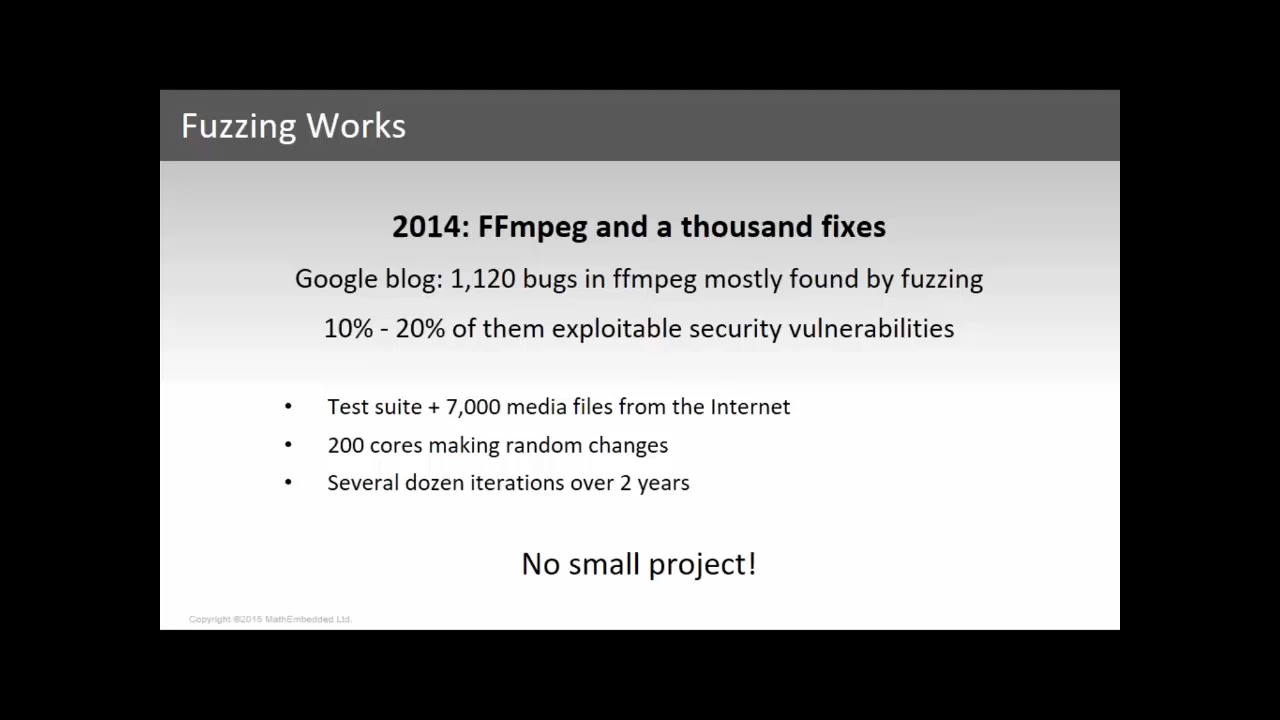 Fuzzing Works
2014: FFmpeg and a thousand fixes
Google blog: 1,120 bugs in ffmpeg mostly found by fuzzing
10% - 20% of them exploitable security vulnerabilities
• Test suite + 7,000 media files from the Internet
• 200 cores making random changes
• Several dozen iterations over 2 years
No small project!
Copyright ©2015 MathEmbedded Ltd.